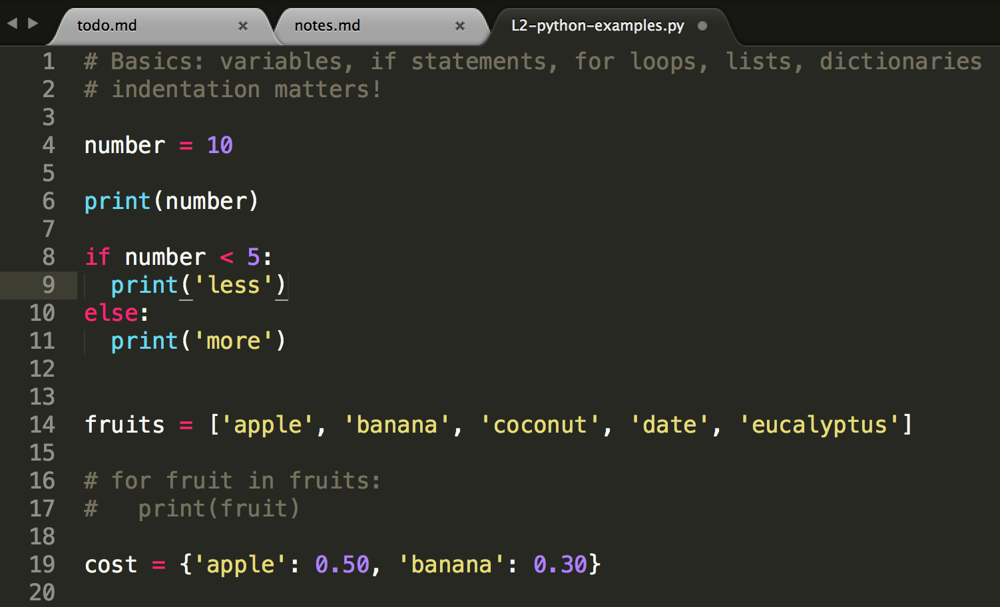 todo.md × notes.md × L2-python-examples.py
1 # Basics: variables, if statements, for loops, lists, dictionaries
2 # indentation matters!
3
4 number = 10
5
6 print(number)
7
8 if number < 5:
9   print('less')
10 else:
11   print('more')
12
13
14 fruits = ['apple', 'banana', 'coconut', 'date', 'eucalyptus']
15
16 # for fruit in fruits:
17 #   print(fruit)
18
19 cost = {'apple': 0.50, 'banana': 0.30}
20